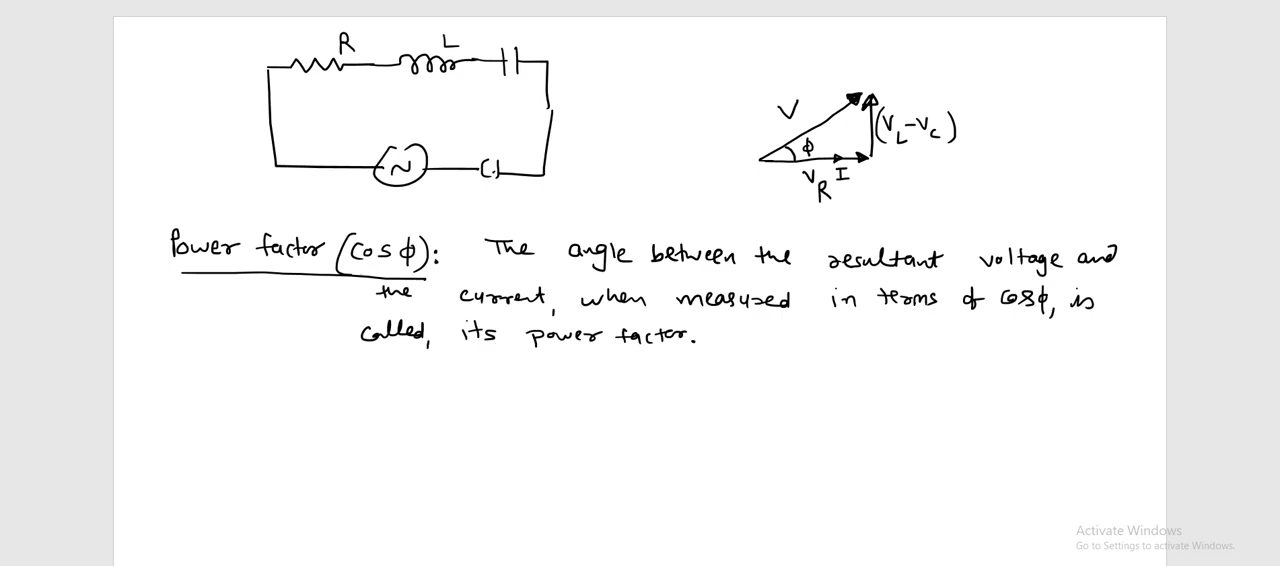 R
L
~
V
(VL-Vc)
ϕ
VR
I
Power factor (cos ϕ): The angle between the resultant voltage and
the current, when measured in terms of cosϕ, is
called, its power factor.
Activate Windows
Go to Settings to activate Windows.